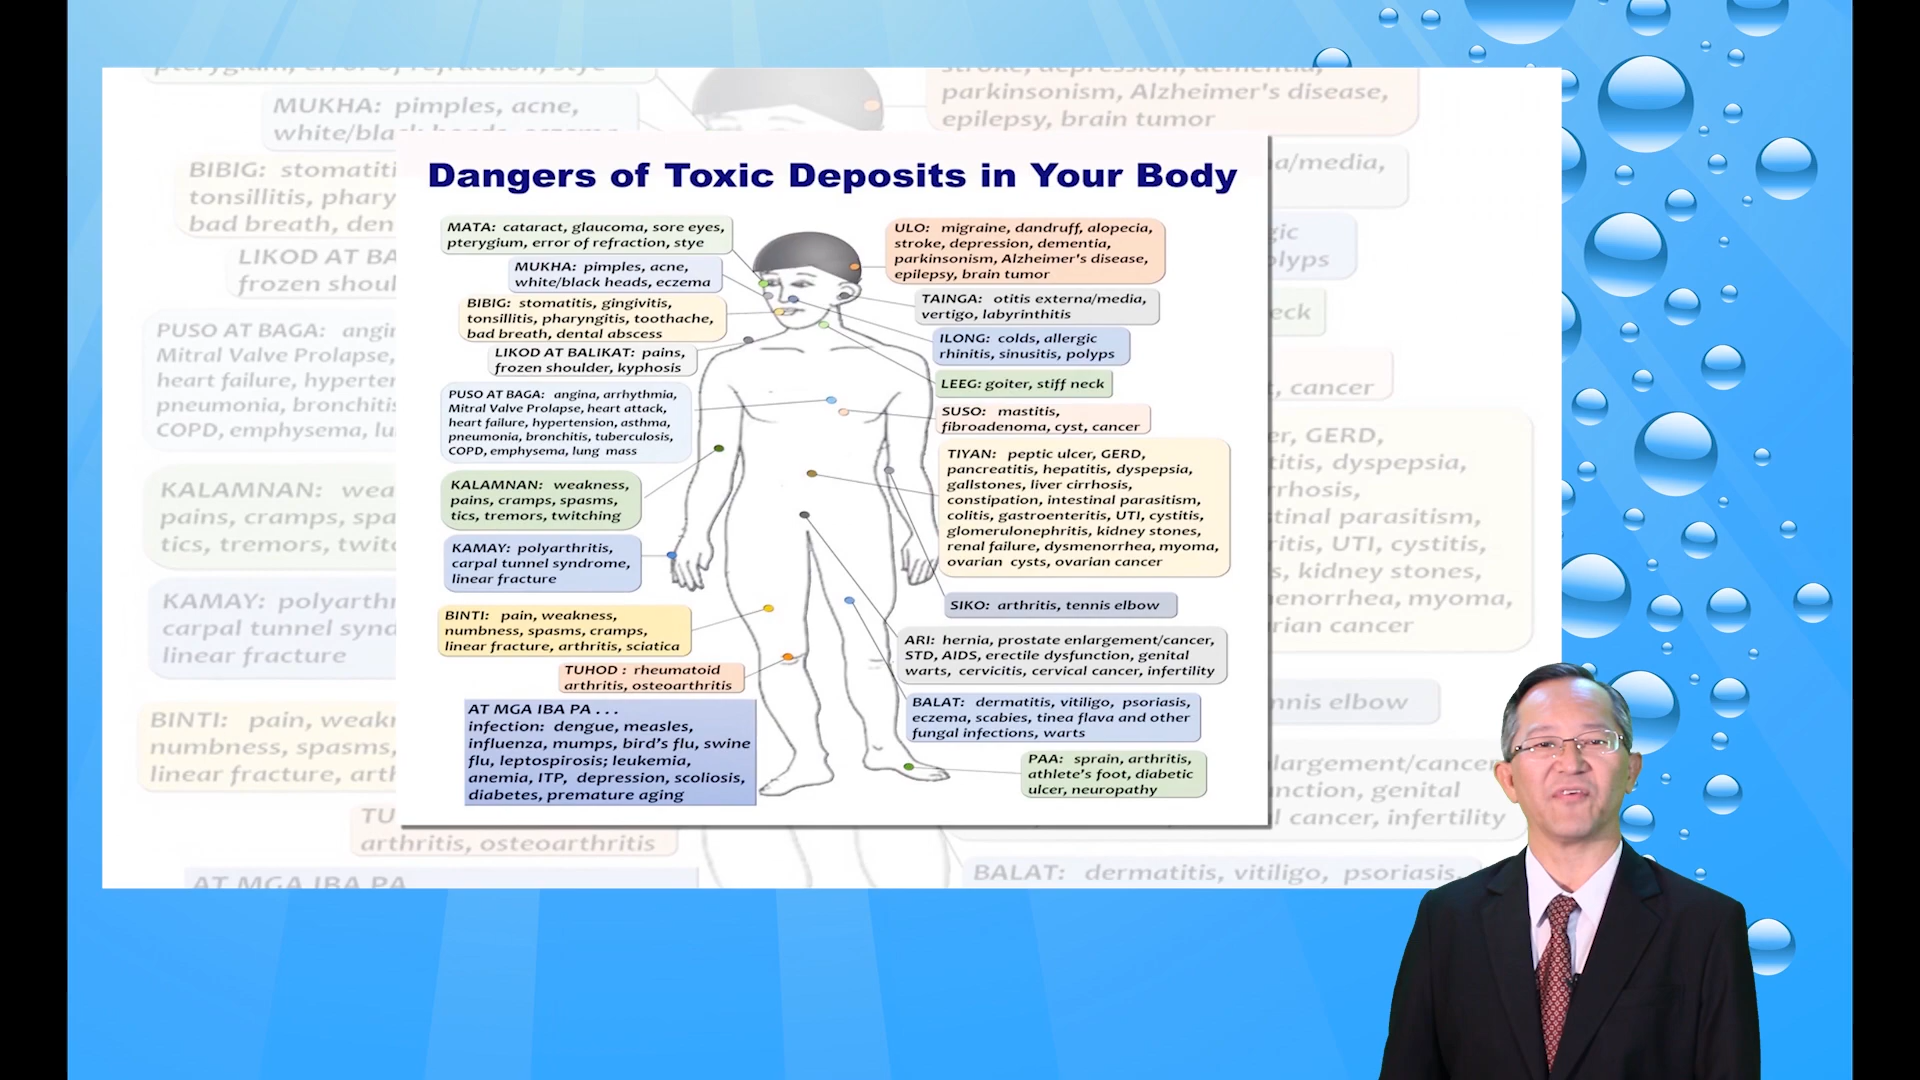 Dangers of Toxic Deposits in Your Body
MATA: cataract, glaucoma, sore eyes,
pterygium, error of refraction, stye
MUKHA: pimples, acne,
white/black heads, eczema
BIBIG: stomatitis, gingivitis,
tonsillitis, pharyngitis, toothache,
bad breath, dental abscess
LIKOD AT BALIKAT: pains,
frozen shoulder, kyphosis
PUSO AT BAGA: angina, arrhythmia,
Mitral Valve Prolapse, heart attack,
heart failure, hypertension, asthma,
pneumonia, bronchitis, tuberculosis,
COPD, emphysema, lung mass
KALAMNAN: weakness,
pains, cramps, spasms,
tics, tremors, twitching
KAMAY: polyarthritis,
carpal tunnel syndrome,
linear fracture
BINTI: pain, weakness,
numbness, spasms, cramps,
linear fracture, arthritis, sciatica
TUHOD : rheumatoid
arthritis, osteoarthritis
AT MGA IBA PA . . .
infection: dengue, measles,
influenza, mumps, bird's flu, swine
flu, leptospirosis; leukemia,
anemia, ITP, depression, scoliosis,
diabetes, premature aging
ULO: migraine, dandruff, alopecia,
stroke, depression, dementia,
parkinsonism, Alzheimer's disease,
epilepsy, brain tumor
TAINGA: otitis externa/media,
vertigo, labyrinthitis
ILONG: colds, allergic
rhinitis, sinusitis, polyps
LEEG: goiter, stiff neck
SUSO: mastitis,
fibroadenoma, cyst, cancer
TIYAN: peptic ulcer, GERD,
pancreatitis, hepatitis, dyspepsia,
gallstones, liver cirrhosis,
constipation, intestinal parasitism,
colitis, gastroenteritis, UTI, cystitis,
glomerulonephritis, kidney stones,
renal failure, dysmenorrhea, myoma,
ovarian cysts, ovarian cancer
SIKO: arthritis, tennis elbow
ARI: hernia, prostate enlargement/cancer,
STD, AIDS, erectile dysfunction, genital
warts, cervicitis, cervical cancer, infertility
BALAT: dermatitis, vitiligo, psoriasis,
eczema, scabies, tinea flava and other
fungal infections, warts
PAA: sprain, arthritis,
athlete's foot, diabetic
ulcer, neuropathy